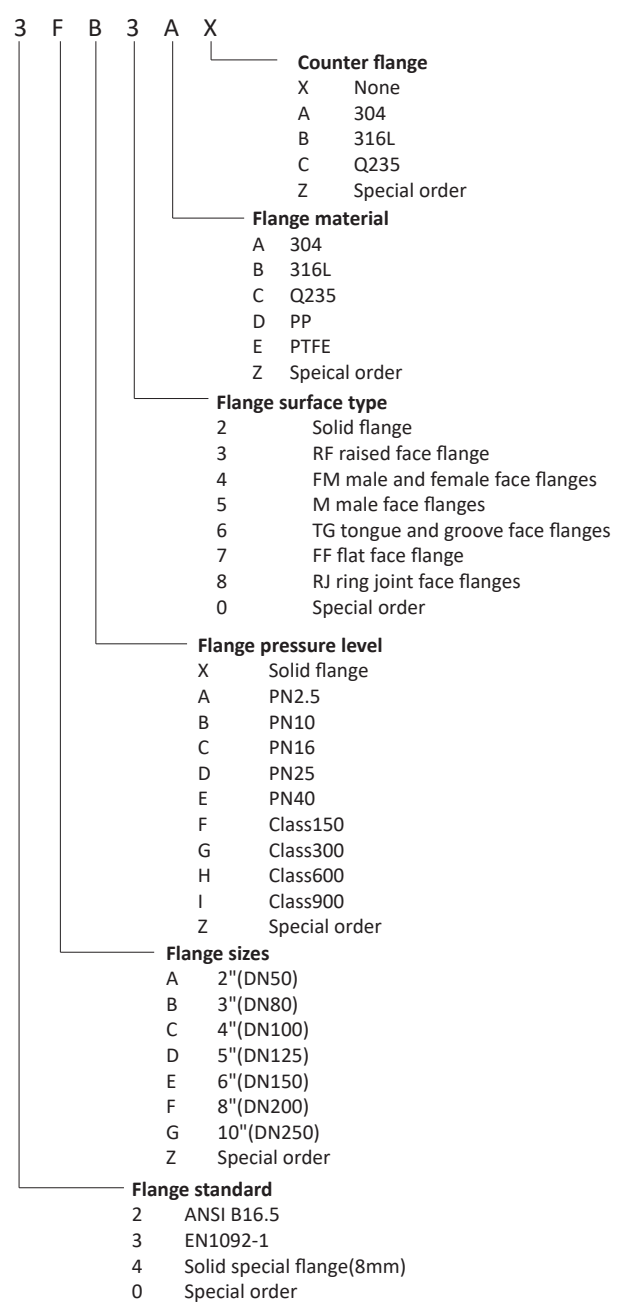 3 F B 3 A X
Counter flange
X None
A 304
B 316L
C Q235
Z Special order
Flange material
A 304
B 316L
C Q235
D PP
E PTFE
Z Speical order
Flange surface type
2 Solid flange
3 RF raised face flange
4 FM male and female face flanges
5 M male face flanges
6 TG tongue and groove face flanges
7 FF flat face flange
8 RJ ring joint face flanges
0 Special order
Flange pressure level
X Solid flange
A PN2.5
B PN10
C PN16
D PN25
E PN40
F Class150
G Class300
H Class600
I Class900
Z Special order
Flange sizes
A 2"(DN50)
B 3"(DN80)
C 4"(DN100)
D 5"(DN125)
E 6"(DN150)
F 8"(DN200)
G 10"(DN250)
Z Special order
Flange standard
2 ANSI B16.5
3 EN1092-1
4 Solid special flange(8mm)
0 Special order